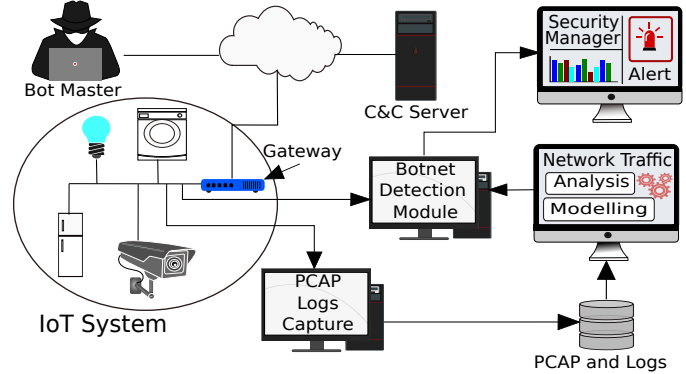 Security
Manager
Alert
Bot Master
C&C Server
Gateway
Botnet
Detection
Module
Network Traffic
Analysis
Modelling
IoT System
PCAP
Logs
Capture
PCAP and Logs